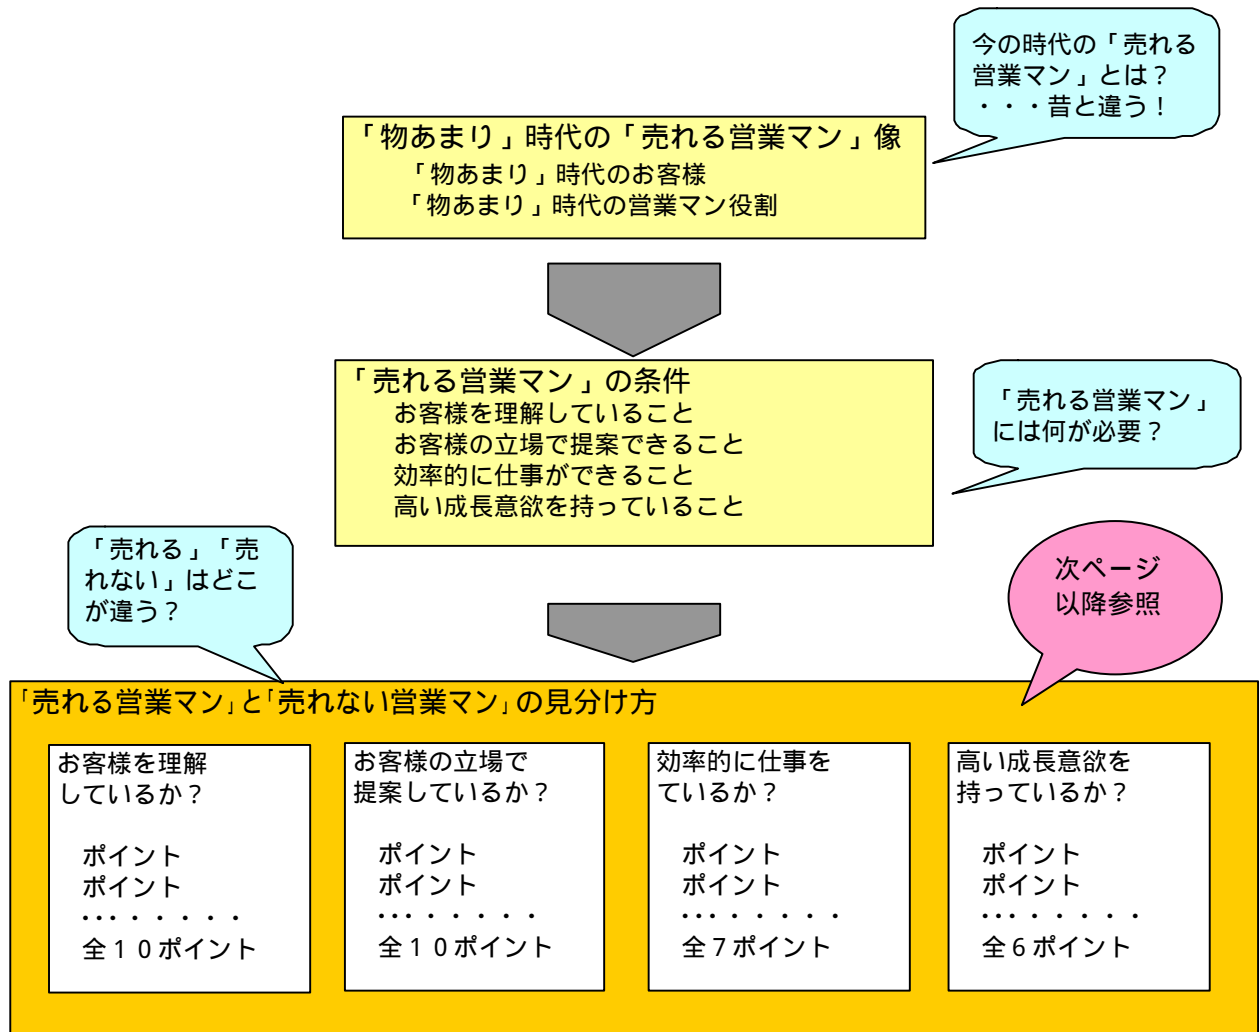 今の時代の「売れる
営業マン」とは？
・・・昔と違う！
「物あまり」時代の「売れる営業マン」像
「物あまり」時代のお客様
「物あまり」時代の営業マン役割
「売れる営業マン」の条件
お客様を理解していること
お客様の立場で提案できること
効率的に仕事ができること
高い成長意欲を持っていること
「売れる営業マン」
には何が必要？
「売れる」「売
れない」はどこ
が違う？
次ページ
以降参照
「売れる営業マン」と「売れない営業マン」の見分け方
お客様を理解
しているか？
ポイント
ポイント
・・・・・・・・
全１０ポイント
お客様の立場で
提案しているか？
ポイント
ポイント
・・・・・・・・
全１０ポイント
効率的に仕事を
ているか？
ポイント
ポイント
・・・・・・・・
全７ポイント
高い成長意欲を
持っているか？
ポイント
ポイント
・・・・・・・・
全６ポイント